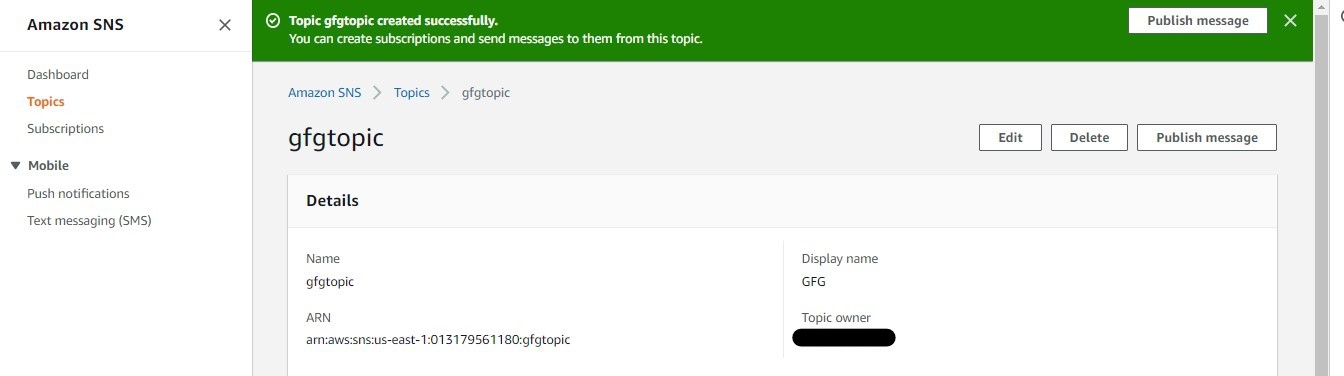 Amazon SNS
Topic gfgtopic created successfully.
You can create subscriptions and send messages to them from this topic.
Publish message
Dashboard
Topics
Subscriptions
Mobile
Push notifications
Text messaging (SMS)
Amazon SNS
Topics
gfgtopic
gfgtopic
Edit
Delete
Publish message
Details
Name
gfgtopic
Display name
GFG
ARN
arn:aws:sns:us-east-1:013179561180:gfgtopic
Topic owner